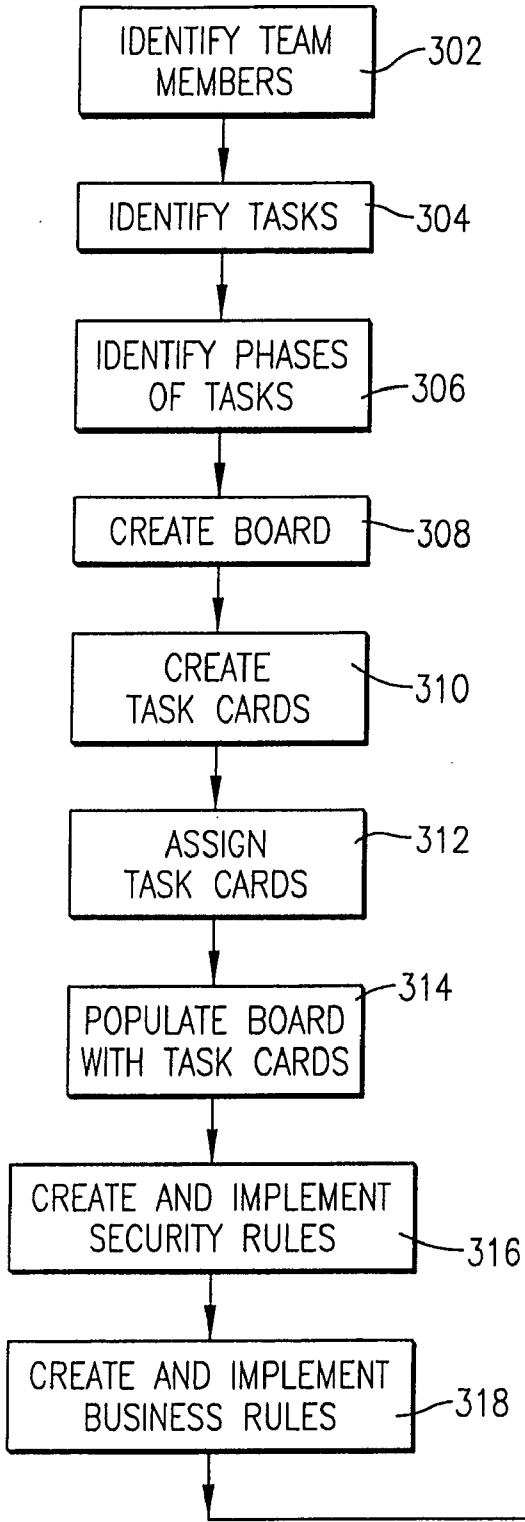 IDENTIFY TEAM
MEMBERS
302
IDENTIFY TASKS
304
IDENTIFY PHASES
OF TASKS
306
CREATE BOARD
308
CREATE
TASK CARDS
310
ASSIGN
TASK CARDS
312
POPULATE BOARD
WITH TASK CARDS
314
CREATE AND IMPLEMENT
SECURITY RULES
316
CREATE AND IMPLEMENT
BUSINESS RULES
318